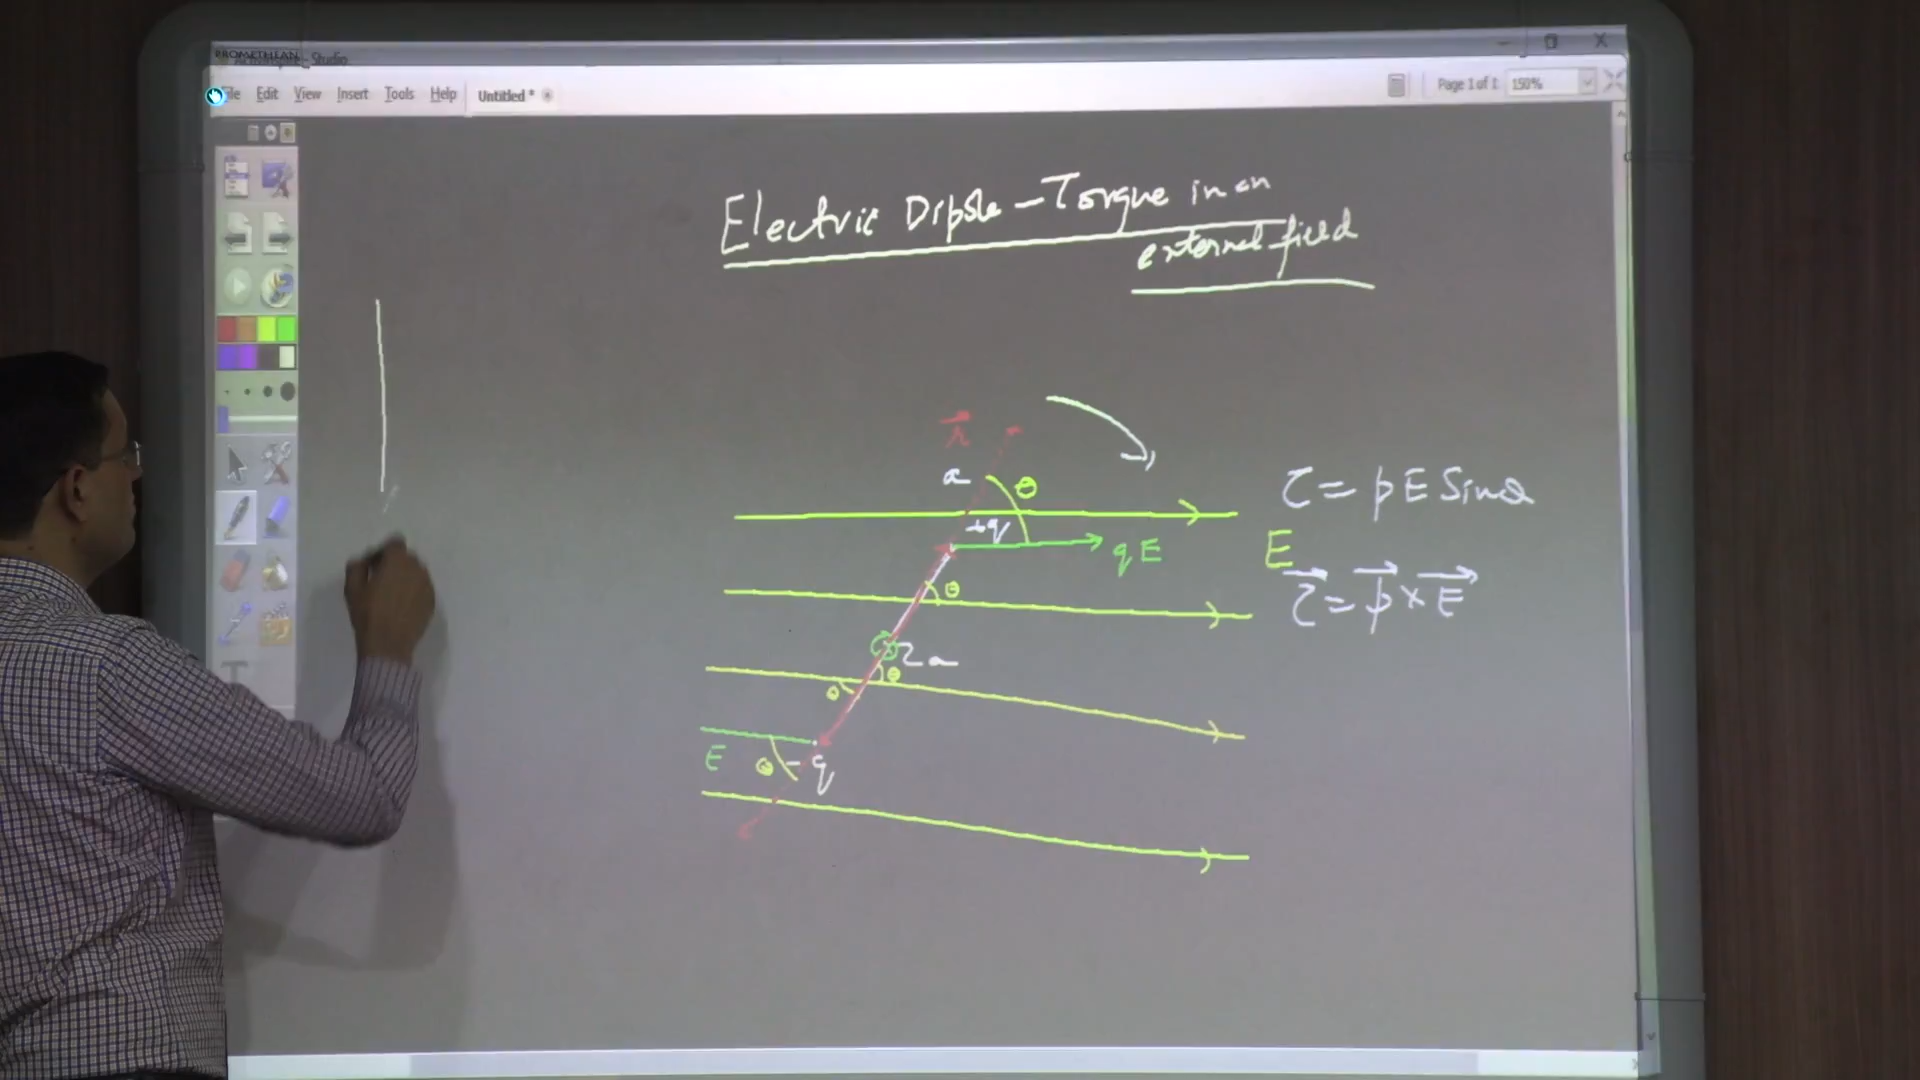 PROMETHEAN
Studio
File Edit View Insert Tools Help Untitled * Page 1 of 1 150%
Electric Dipole - Torque in an
external field
r
a θ
τ = p E Sinθ
+q
qE
E
θ
τ = p × E
2a
θ
θ
E θ -q